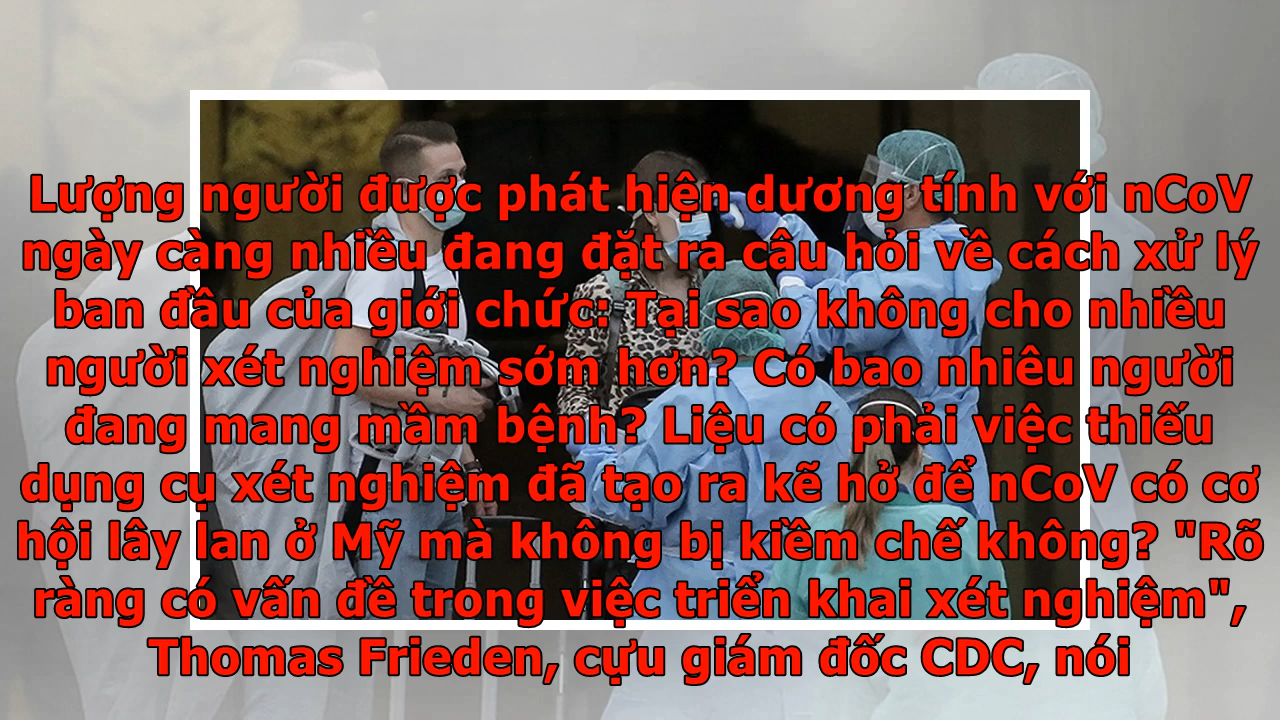 Lượng người được phát hiện dương tính với nCoV
ngày càng nhiều đang đặt ra câu hỏi về cách xử lý
ban đầu của giới chức: Tại sao không cho nhiều
người xét nghiệm sớm hơn? Có bao nhiêu người
đang mang mầm bệnh? Liệu có phải việc thiếu
dụng cụ xét nghiệm đã tạo ra kẽ hở để nCoV có cơ
hội lây lan ở Mỹ mà không bị kiềm chế không? "Rõ
ràng có vấn đề trong việc triển khai xét nghiệm",
Thomas Frieden, cựu giám đốc CDC, nói